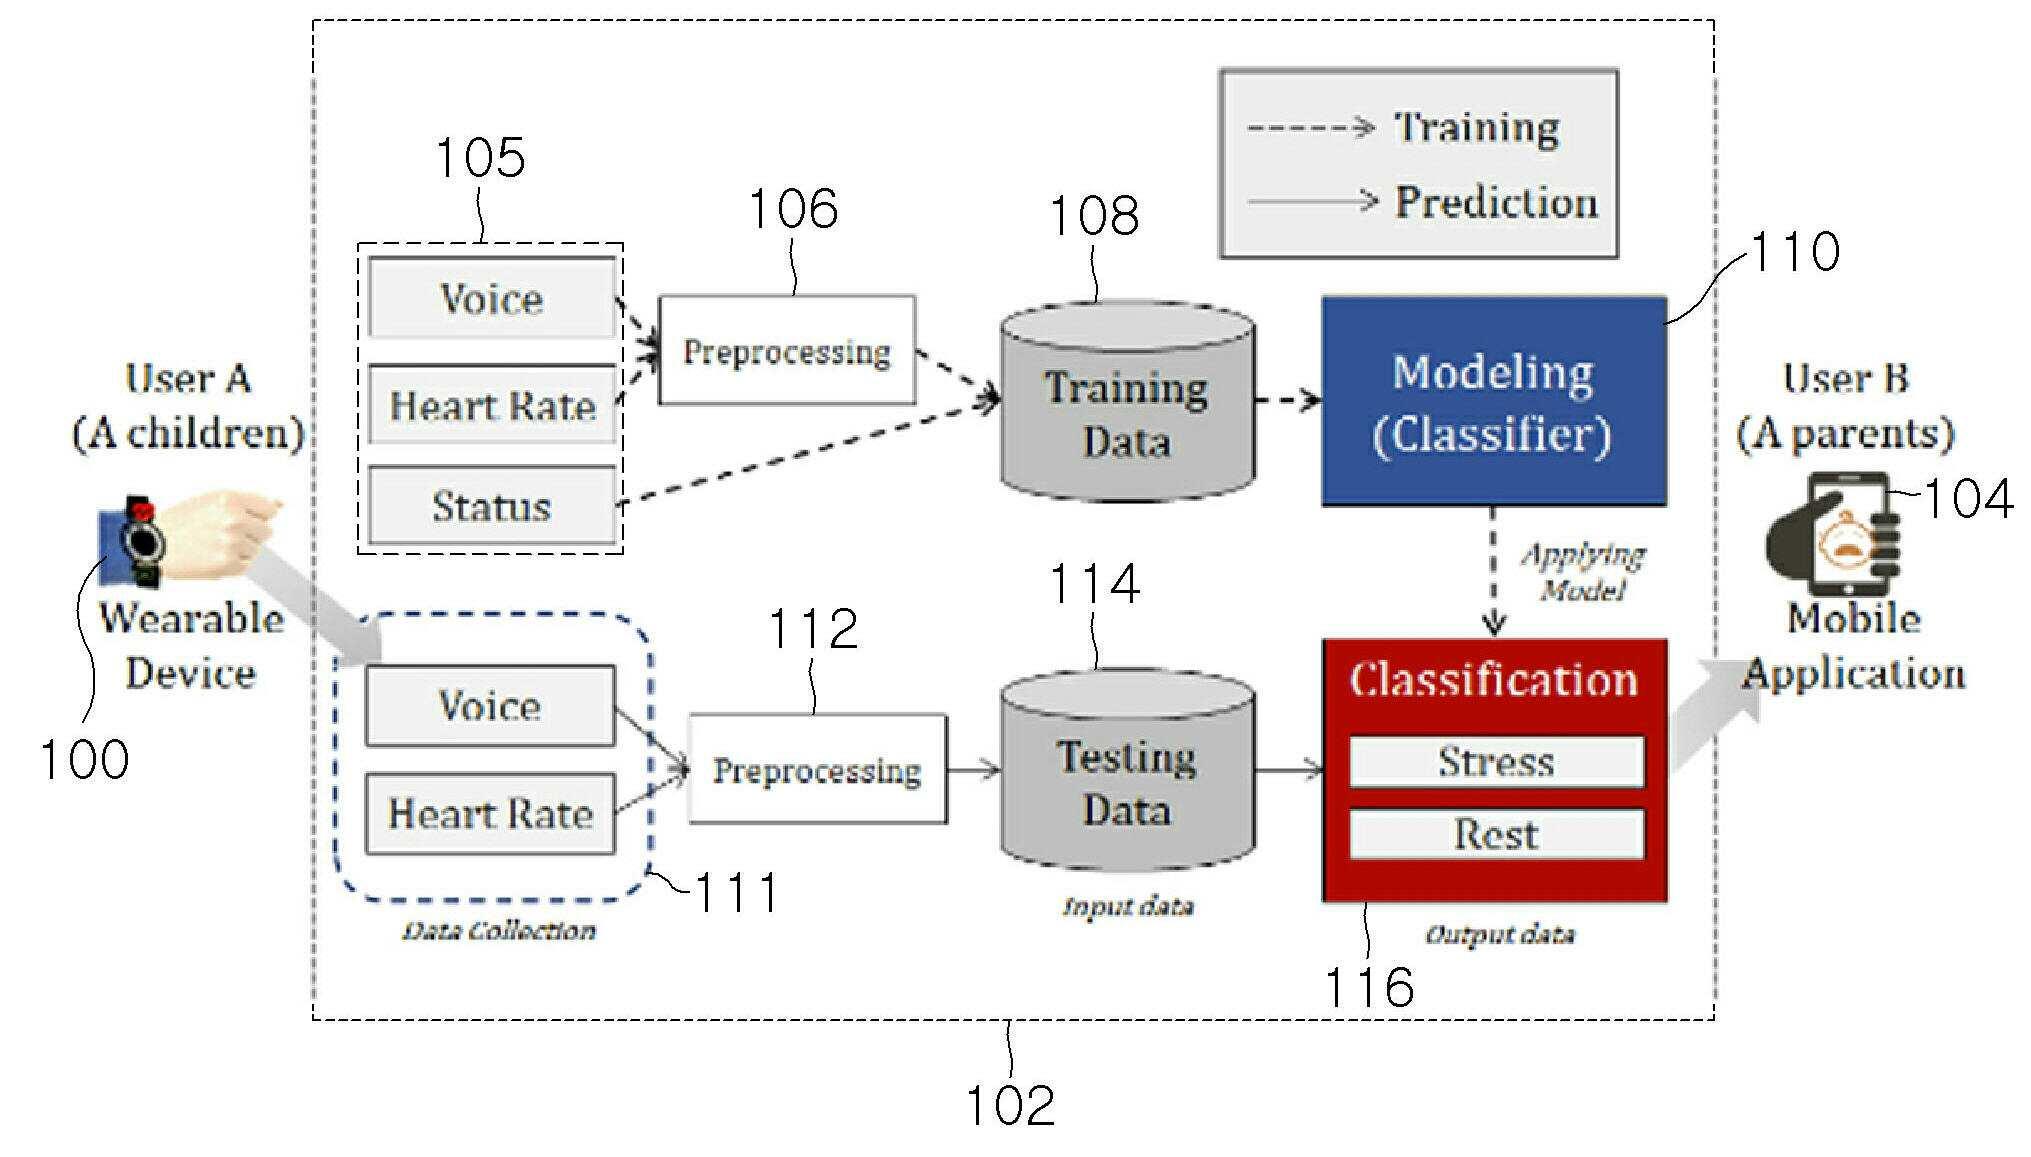 Training
Prediction
105
106
108
110
Voice
Heart Rate
Status
Preprocessing
Training
Data
Modeling
(Classifier)
User A
(A children)
Wearable
Device
100
User B
(A parents)
104
Mobile
Application
Applying
Model
111
112
114
Voice
Heart Rate
Data Collection
Preprocessing
Testing
Data
Input data
Classification
Stress
Rest
Output data
116
102